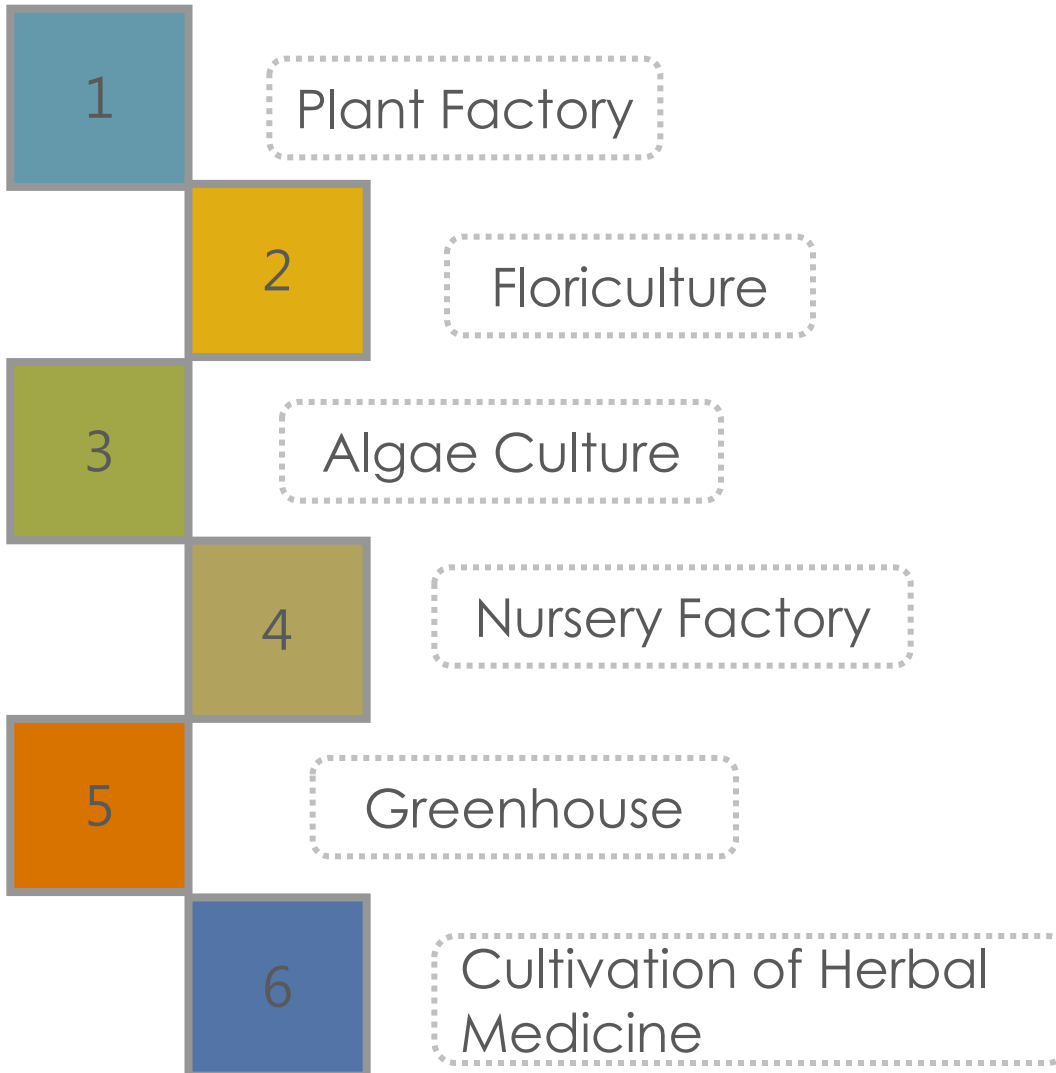 1
Plant Factory
2
Floriculture
3
Algae Culture
4
Nursery Factory
5
Greenhouse
6
Cultivation of Herbal
Medicine